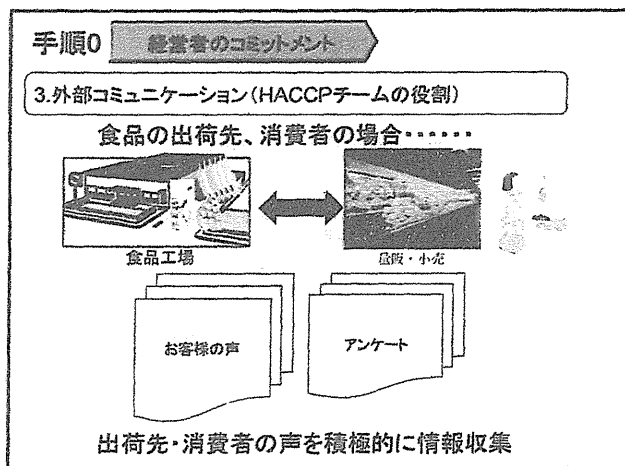 手順0 経営者のコミットメント
3.外部コミュニケーション(HACCPチームの役割)
食品の出荷先、消費者の場合……
食品工場
量販・小売
お客様の声
アンケート
出荷先・消費者の声を積極的に情報収集